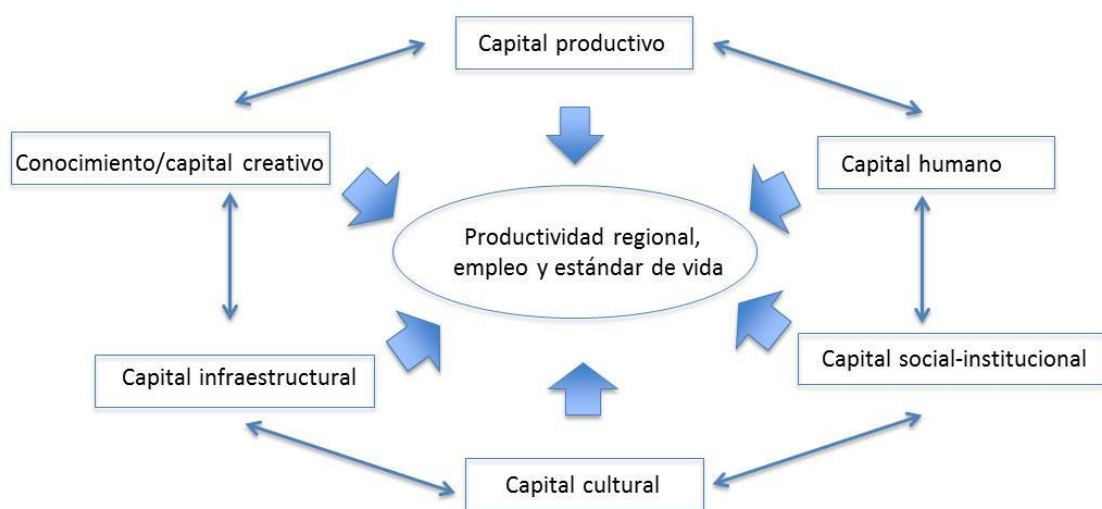 Capital productivo
Conocimiento/capital creativo
Capital humano
Productividad regional,
empleo y estándar de vida
Capital infraestructural
Capital social-institucional
Capital cultural